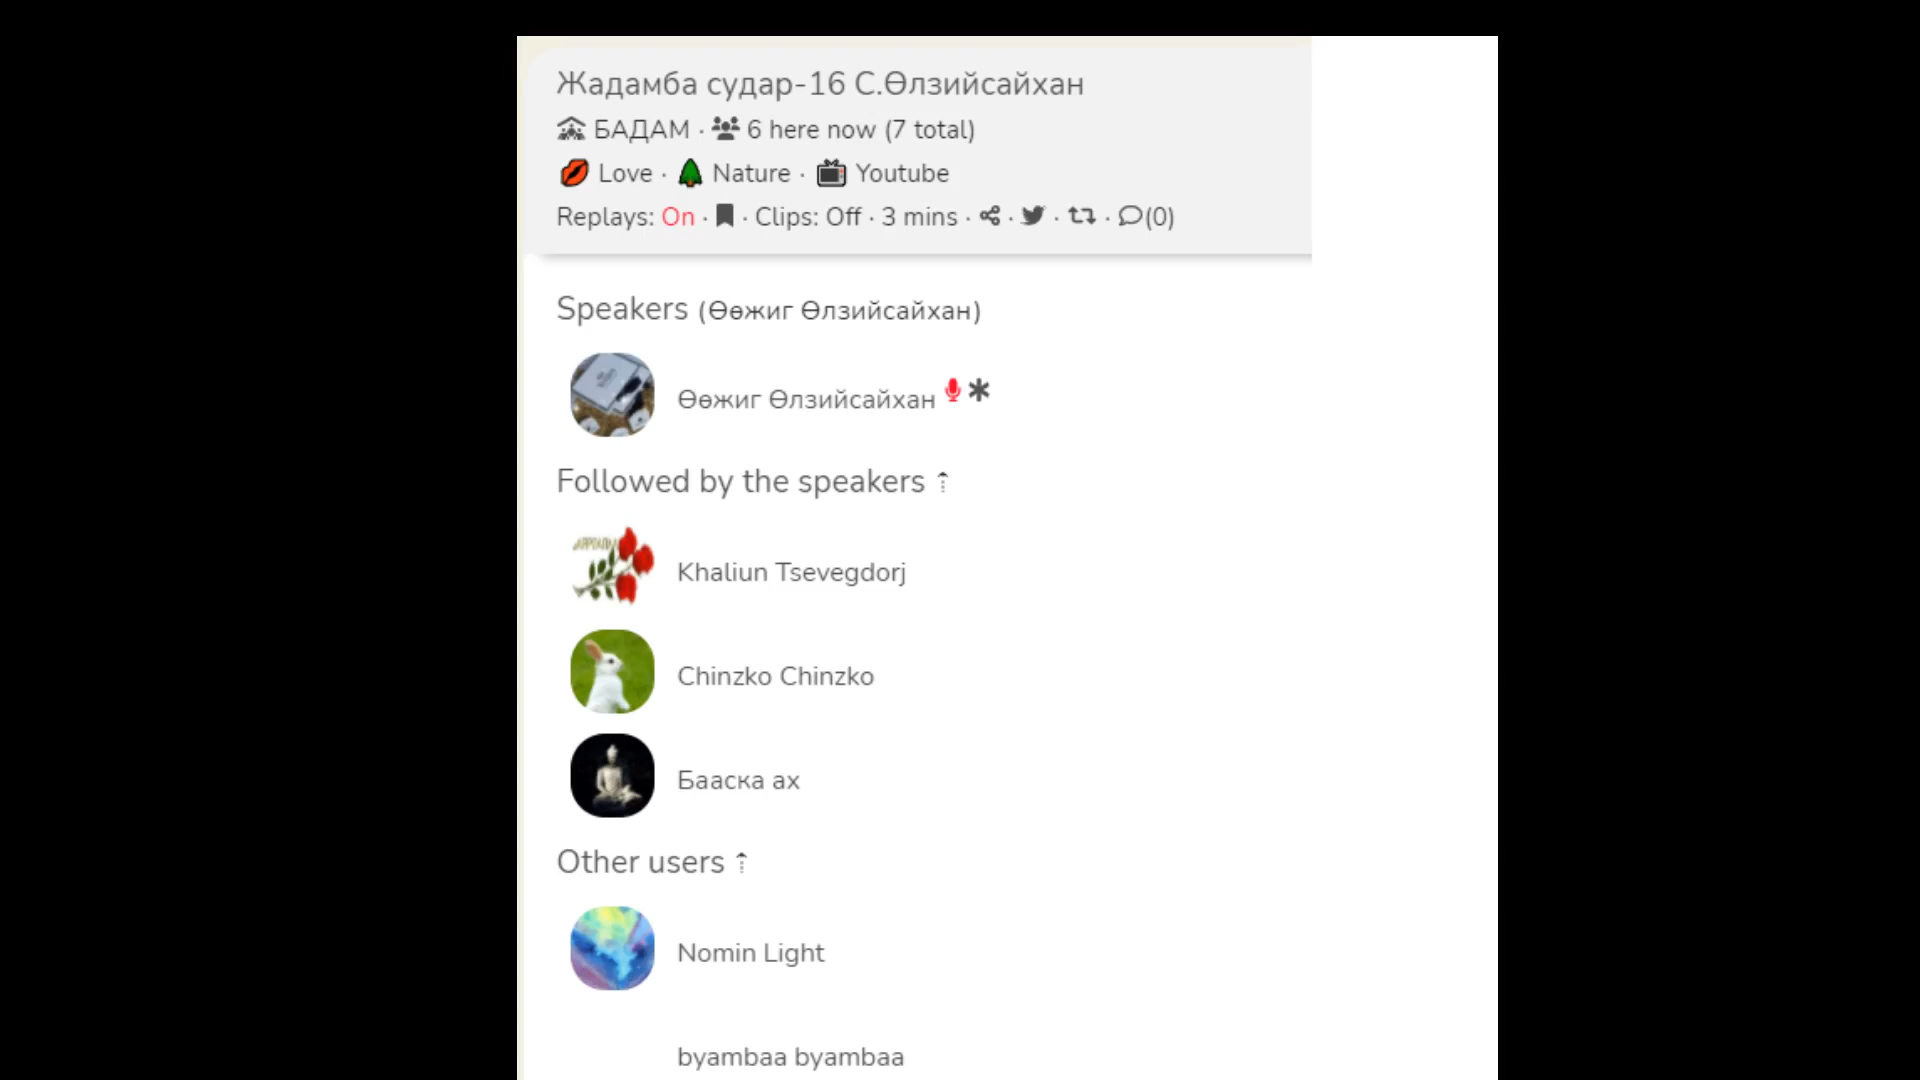 Жадамба судар-16 С.Өлзийсайхан
БАДАМ · 6 here now (7 total)
Love · Nature · Youtube
Replays: On · Clips: Off · 3 mins · (0)
Speakers (Өөжиг Өлзийсайхан)
Өөжиг Өлзийсайхан
Followed by the speakers
Khaliun Tsevegdorj
Chinzko Chinzko
Бааска ах
Other users
Nomin Light
byambaa byambaa